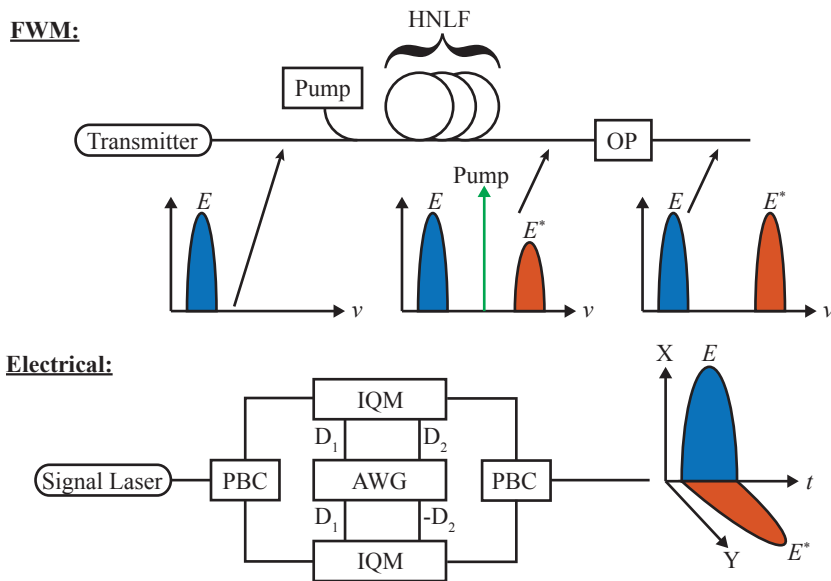 FWM:
HNLF
Pump
Transmitter
OP
E
v
Pump
E
E*
v
E
E*
v
Electrical:
IQM
D1 D2
Signal Laser
PBC
AWG
PBC
D1 -D2
IQM
X
E
t
Y
E*